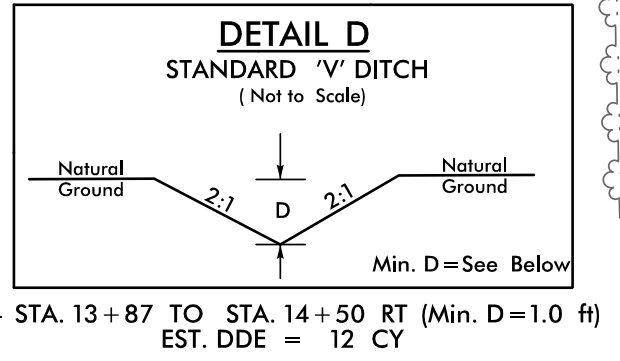 DETAIL D
STANDARD 'V' DITCH
( Not to Scale)
Natural
Ground
2:1
D
2:1
Natural
Ground
Min. D=See Below
- STA. 13+87 TO STA. 14+50 RT (Min. D=1.0 ft)
EST. DDE = 12 CY